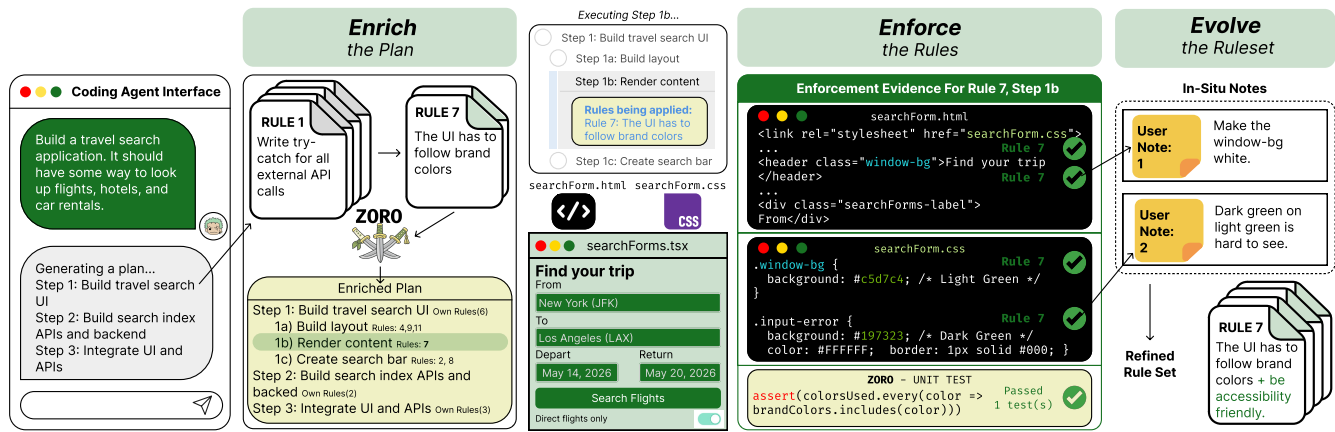 Enrich
the Plan
Executing Step 1b...
Enforce
the Rules
Evolve
the Ruleset
Coding Agent Interface
Build a travel search
application. It should
have some way to look
up flights, hotels, and
car rentals.
Generating a plan...
Step 1: Build travel search
UI
Step 2: Build search index
APIs and backend
Step 3: Integrate UI and
APIs
RULE 1
Write try-
catch for all
external API
calls
RULE 7
The UI has to
follow brand
colors
ZORO
Enriched Plan
Step 1: Build travel search UI Own Rules(6)
1a) Build layout Rules: 4,9,11
1b) Render content Rules: 7
1c) Create search bar Rules: 2, 8
Step 2: Build search index APIs and
backed Own Rules(2)
Step 3: Integrate UI and APIs Own Rules(3)
Step 1: Build travel search UI
Step 1a: Build layout
Step 1b: Render content
Rules being applied:
Rule 7: The UI has to
follow brand colors
Step 1c: Create search bar
searchForm.html searchForm.css
</>
CSS
searchForms.tsx
Find your trip
From
New York (JFK)
To
Los Angeles (LAX)
Depart Return
May 14, 2026 May 20, 2026
Search Flights
Direct flights only
Enforcement Evidence For Rule 7, Step 1b
searchForm.html
<link rel="stylesheet" href="searchForm.css">
... Rule 7
<header class="window-bg">Find your trip
</header> Rule 7
...
<div class="searchForms-label">
From</div>
searchForm.css
.window-bg { Rule 7
background: #c5d7c4; /* Light Green */
}
Rule 7
.input-error {
background: #197323; /* Dark Green */
color: #FFFFFF; border: 1px solid #000; }
ZORO - UNIT TEST
assert(colorsUsed.every(color =>
brandColors.includes(color)))
Passed
1 test(s)
In-Situ Notes
User
Note:
1
Make the
window-bg
white.
User
Note:
2
Dark green on
light green is
hard to see.
Refined
Rule Set
RULE 7
The UI has to
follow brand
colors + be
accessibility
friendly.